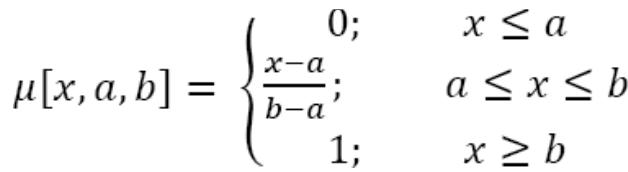 0; x ≤ a
μ[x, a, b] = { x−a / b−a ; a ≤ x ≤ b
1; x ≥ b